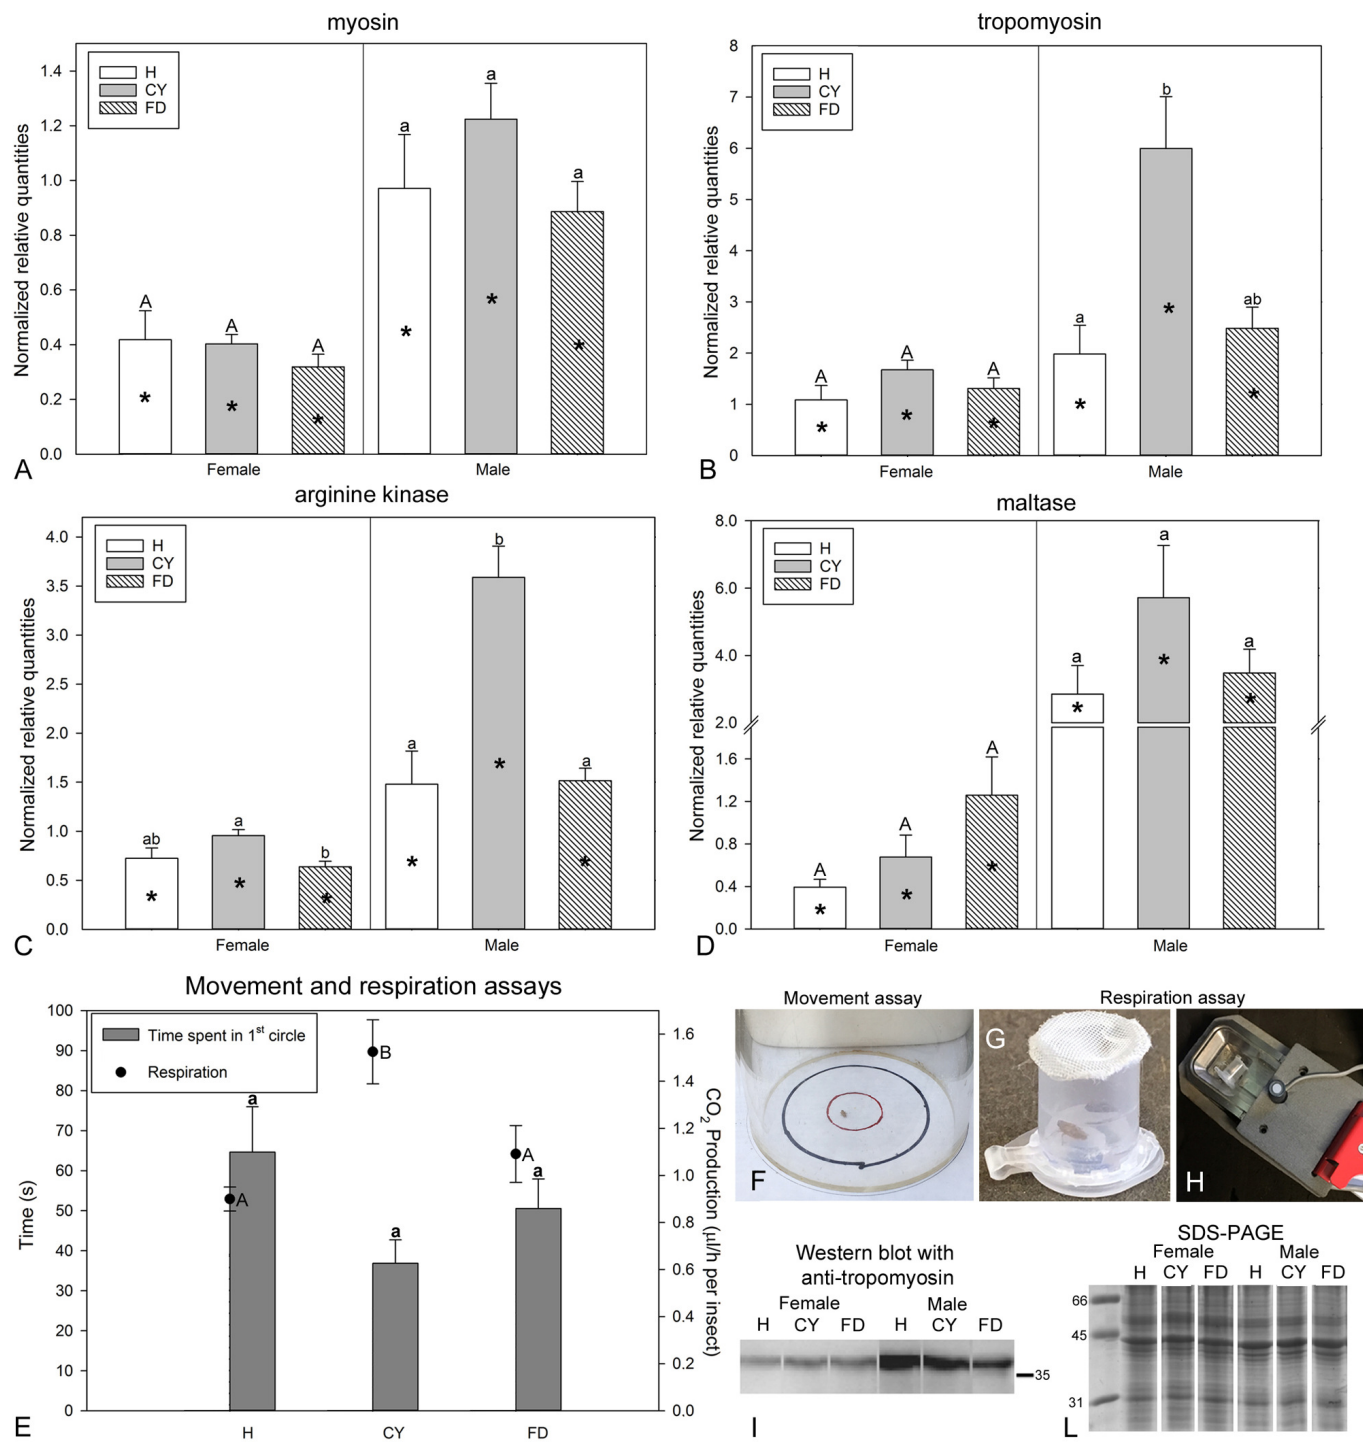 myosin
Normalized relative quantities
1.4
1.2
1.0
0.8
0.6
0.4
0.2
0.0
H
CY
FD
A
A
A
a
a
a
*
*
*
*
*
*
Female
Male
A
tropomyosin
Normalized relative quantities
8
7
6
5
4
3
2
1
0
H
CY
FD
A
A
A
a
b
ab
*
*
*
*
*
*
Female
Male
B
arginine kinase
Normalized relative quantities
4.0
3.5
3.0
2.5
2.0
1.5
1.0
0.5
0.0
H
CY
FD
ab
a
b
a
b
a
*
*
*
*
*
*
Female
Male
C
maltase
Normalized relative quantities
8.0
6.0
4.0
2.0
1.6
1.2
0.8
0.4
0.0
H
CY
FD
A
A
A
a
a
a
*
*
*
*
*
*
Female
Male
D
Movement and respiration assays
Time (s)
100
90
80
70
60
50
40
30
20
10
0
Time spent in 1st circle
Respiration
a
A
B
a
A
a
H
CY
FD
1.6
1.4
1.2
1.0
0.8
0.6
0.4
0.2
0.0
CO2 Production (µl/h per insect)
E
Movement assay
F
Respiration assay
G
H
Western blot with
anti-tropomyosin
Female Male
H CY FD H CY FD
35
I
SDS-PAGE
Female Male
H CY FD H CY FD
66
45
31
L